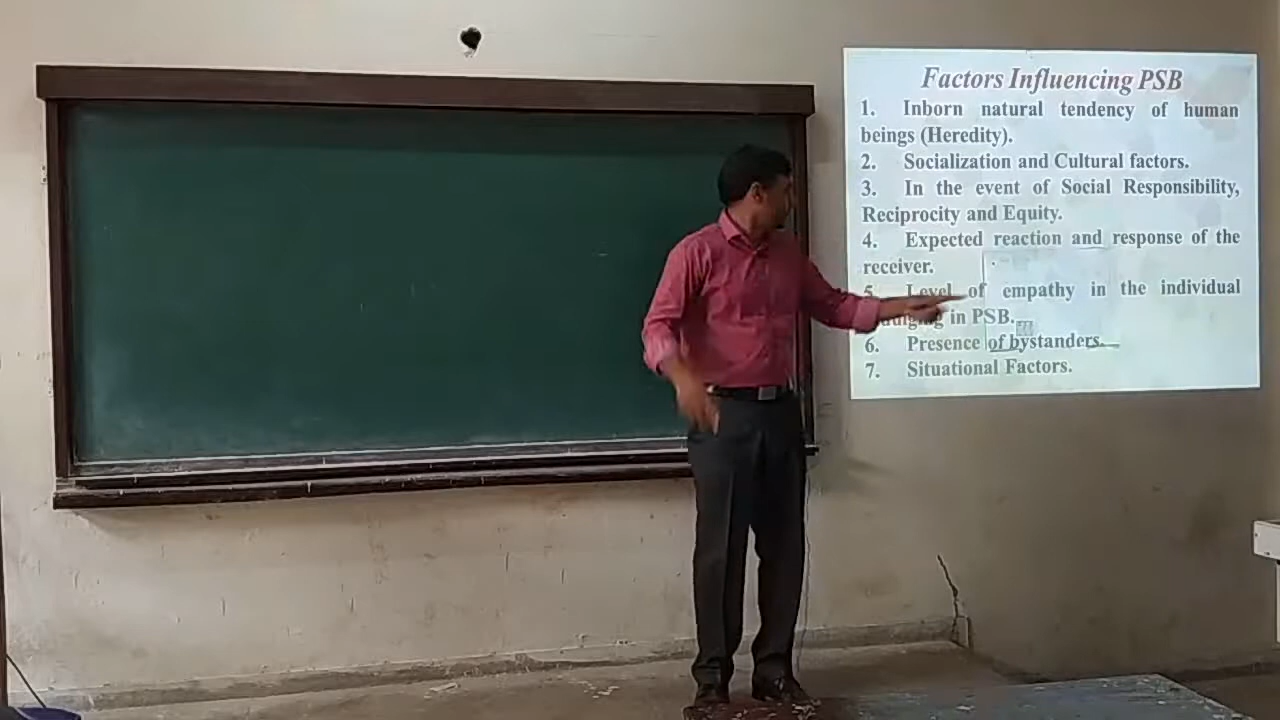 Factors Influencing PSB
1. Inborn natural tendency of human
beings (Heredity).
2. Socialization and Cultural factors.
3. In the event of Social Responsibility,
Reciprocity and Equity.
4. Expected reaction and response of the
receiver.
5. Level of empathy in the individual
in PSB.
6. Presence of bystanders.
7. Situational Factors.